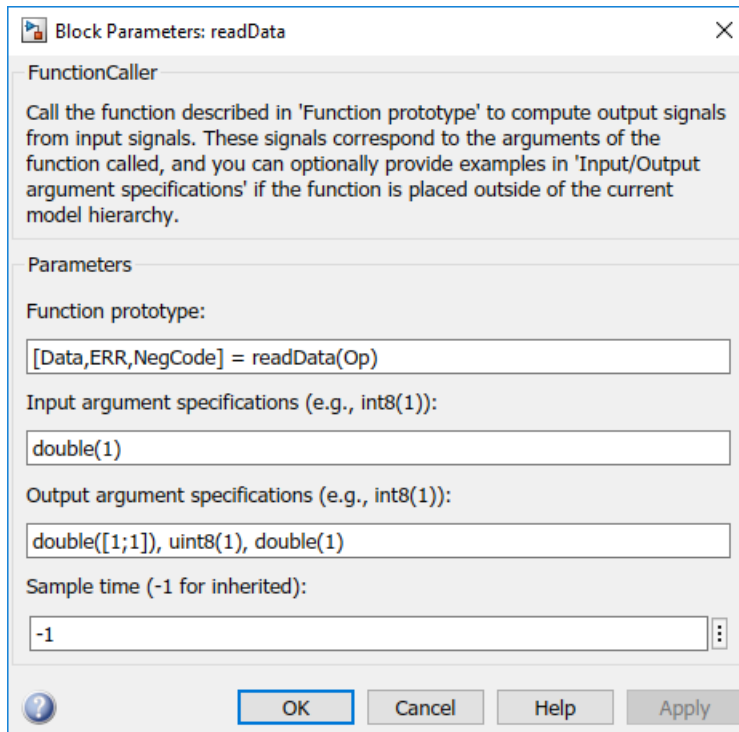 Block Parameters: readData
FunctionCaller
Call the function described in 'Function prototype' to compute output signals
from input signals. These signals correspond to the arguments of the
function called, and you can optionally provide examples in 'Input/Output
argument specifications' if the function is placed outside of the current
model hierarchy.
Parameters
Function prototype:
[Data,ERR,NegCode] = readData(Op)
Input argument specifications (e.g., int8(1)):
double(1)
Output argument specifications (e.g., int8(1)):
double([1;1]), uint8(1), double(1)
Sample time (-1 for inherited):
-1
OK Cancel Help Apply